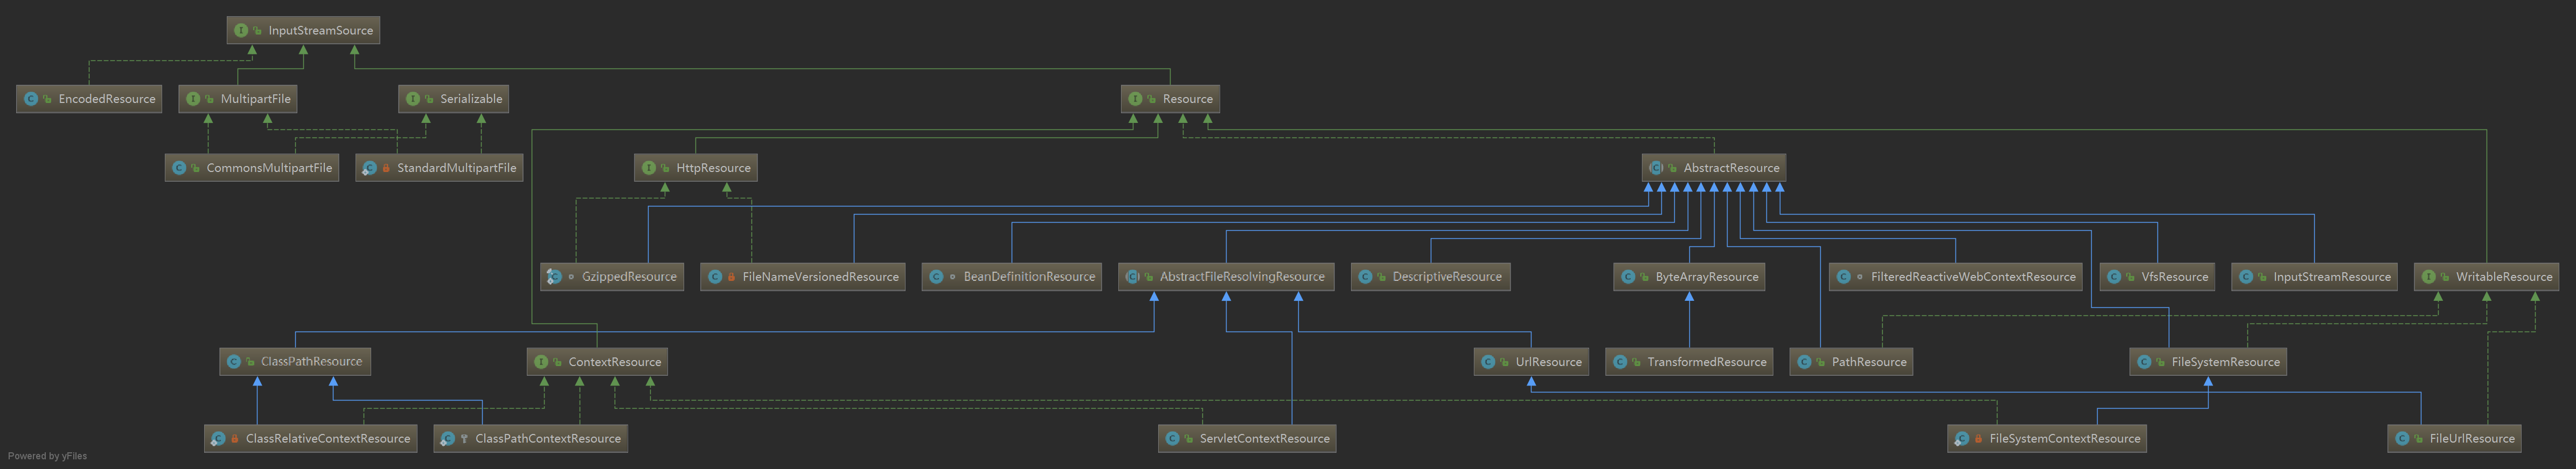 InputStreamSource
EncodedResource
MultipartFile
Serializable
Resource
CommonsMultipartFile
StandardMultipartFile
HttpResource
AbstractResource
GzippedResource
FileNameVersionedResource
BeanDefinitionResource
AbstractFileResolvingResource
DescriptiveResource
ByteArrayResource
FilteredReactiveWebContextResource
VfsResource
InputStreamResource
WritableResource
ClassPathResource
ContextResource
UrlResource
TransformedResource
PathResource
FileSystemResource
ClassRelativeContextResource
ClassPathContextResource
ServletContextResource
FileSystemContextResource
FileUrlResource
Powered by yFiles